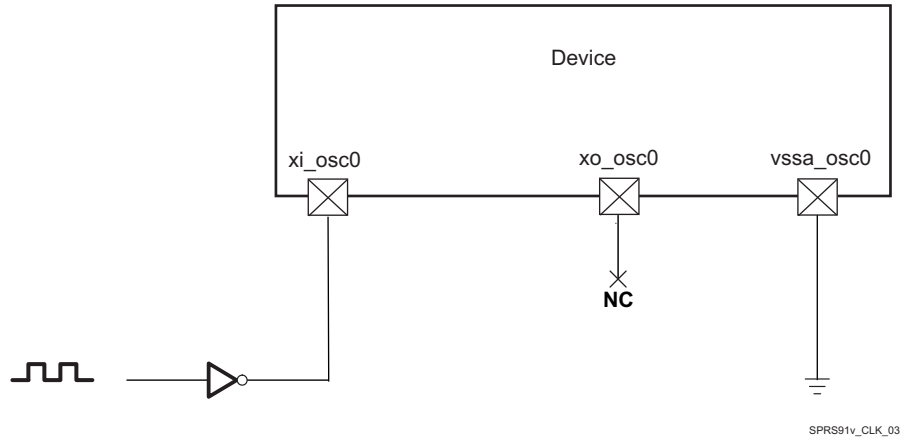 Device
xi_osc0
xo_osc0
vssa_osc0
NC
SPRS91v_CLK_03